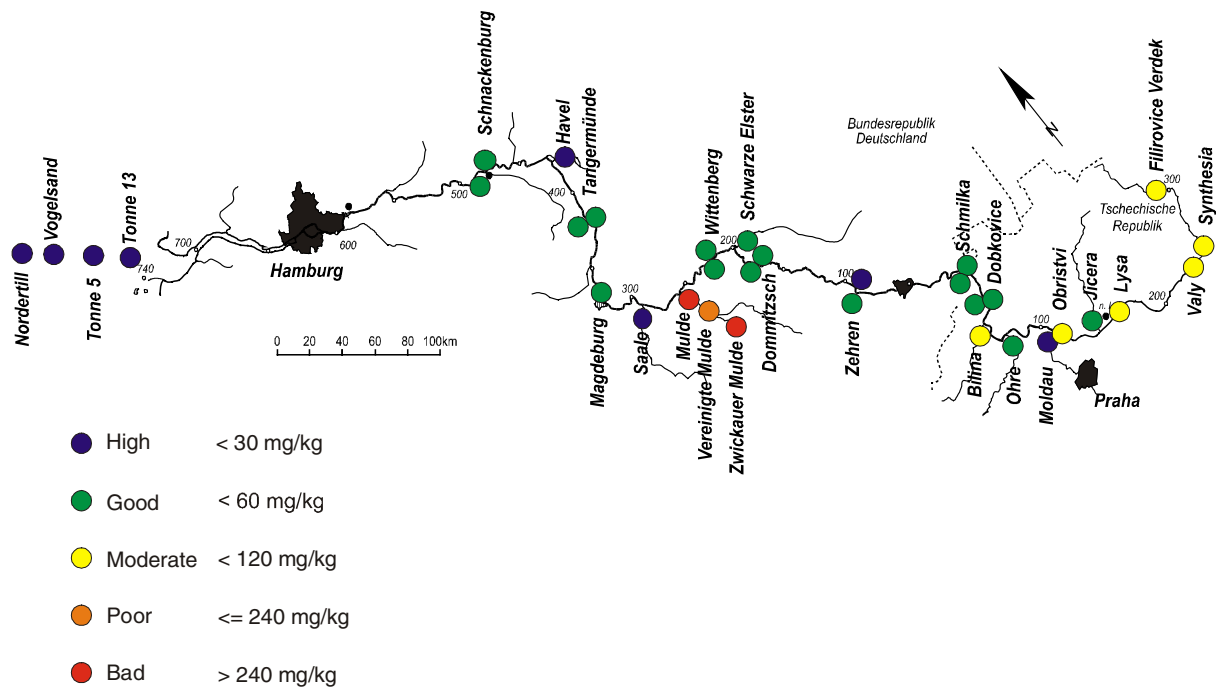 Nordertill
Vogelsand
Tonne 5
Tonne 13
740
700
Hamburg
600
500
Schnackenburg
Havel
400
Tangermünde
Magdeburg
300
Saale
Mulde
Vereinigte Mulde
Zwickauer Mulde
Wittenberg
200
Schwarze Elster
Dommitzsch
100
Zehren
Bundesrepublik
Deutschland
N
Schmilka
Dobkovice
Bilina
Ohre
Moldau
100
Obristvi
Jicera
n. l
Lysa
Praha
200
Valy
Synthesia
Tschechische
Republik
300
Filirovice Verdek
0 20 40 60 80 100km
High < 30 mg/kg
Good < 60 mg/kg
Moderate < 120 mg/kg
Poor <= 240 mg/kg
Bad > 240 mg/kg